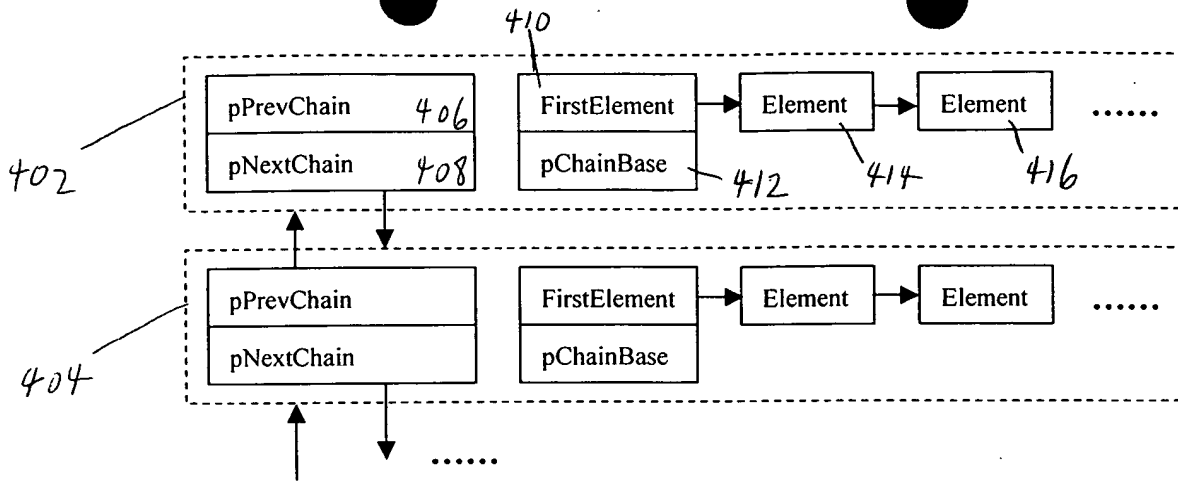 410
pPrevChain 406 FirstElement Element Element ......
pNextChain 408 pChainBase 412 414 416
402
pPrevChain FirstElement Element Element ......
pNextChain pChainBase
404
......